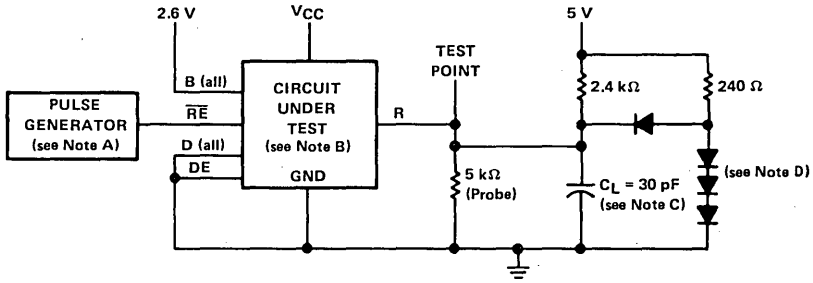 2.6 V
VCC
5 V
TEST
POINT
B (all)
CIRCUIT
UNDER
TEST
(see Note B)
GND
2.4 kΩ
240 Ω
PULSE
GENERATOR
(see Note A)
RE
R
D (all)
DE
5 kΩ
(Probe)
CL = 30 pF
(see Note C)
(see Note D)